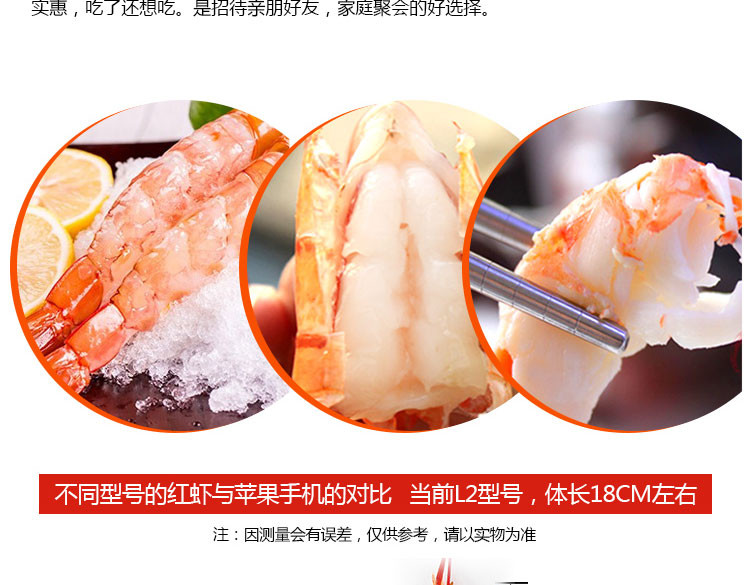 实惠，吃了还想吃。是招待亲朋好友，家庭聚会的好选择。
不同型号的红虾与苹果手机的对比 当前L2型号，体长18CM左右
注：因测量会有误差，仅供参考，请以实物为准